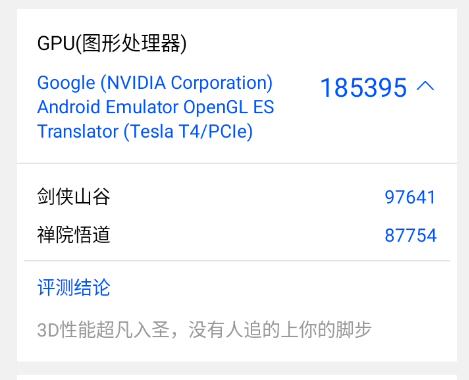 GPU(图形处理器)
Google (NVIDIA Corporation)
Android Emulator OpenGL ES
Translator (Tesla T4/PCIe)
185395
剑侠山谷 97641
禅院悟道 87754
评测结论
3D性能超凡入圣，没有人追的上你的脚步